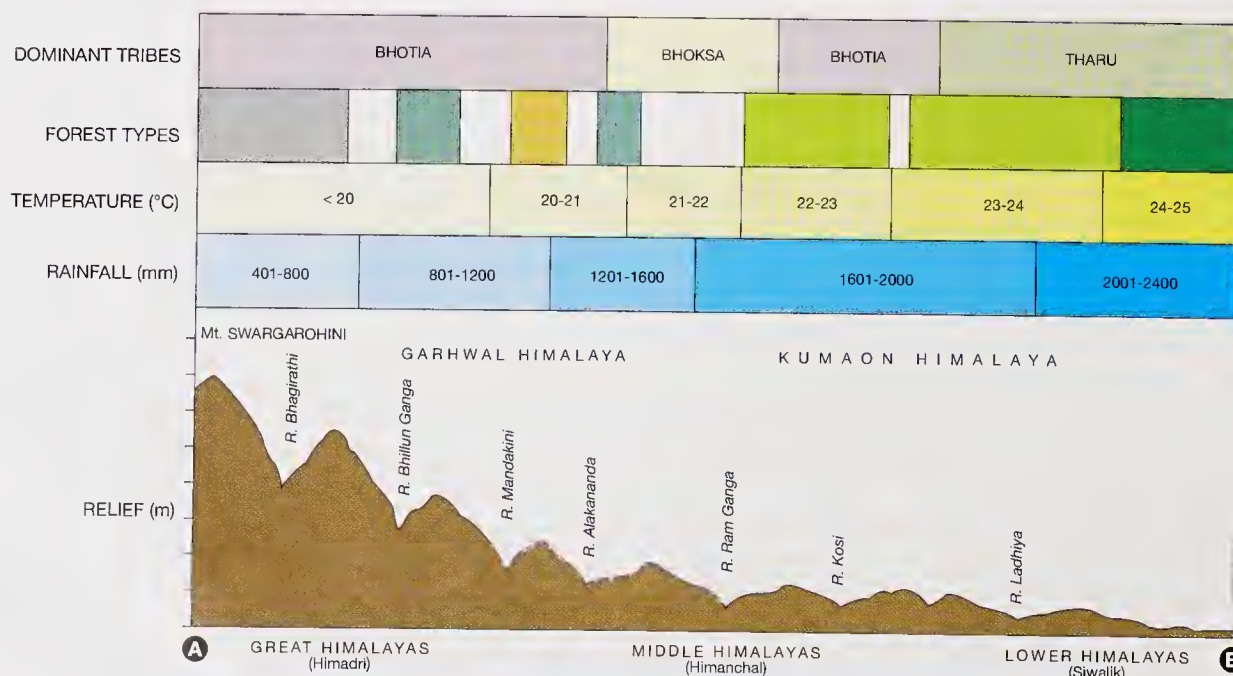 DOMINANT TRIBES
BHOTIA
BHOKSA
BHOTIA
THARU
FOREST TYPES
TEMPERATURE (°C)
< 20
20-21
21-22
22-23
23-24
24-25
RAINFALL (mm)
401-800
801-1200
1201-1600
1601-2000
2001-2400
Mt. SWARGAROHINI
GARHWAL HIMALAYA
KUMAON HIMALAYA
R. Bhagirathi
R. Bhillun Ganga
R. Mandakini
R. Alakananda
R. Ram Ganga
R. Kosi
R. Ladhiya
RELIEF (m)
A
GREAT HIMALAYAS
(Himadri)
MIDDLE HIMALAYAS
(Himanchal)
LOWER HIMALAYAS
(Siwalik)
B